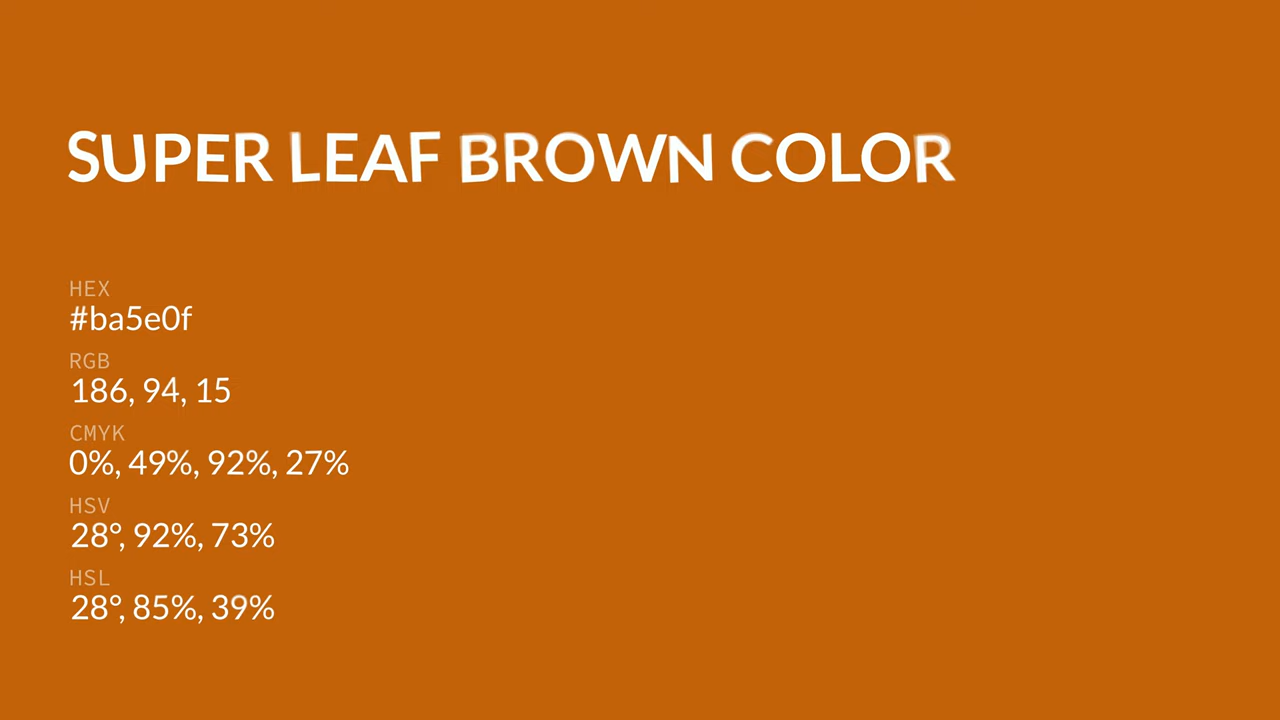 SUPER LEAF BROWN COLOR
HEX
#ba5e0f
RGB
186, 94, 15
CMYK
0%, 49%, 92%, 27%
HSV
28°, 92%, 73%
HSL
28°, 85%, 39%